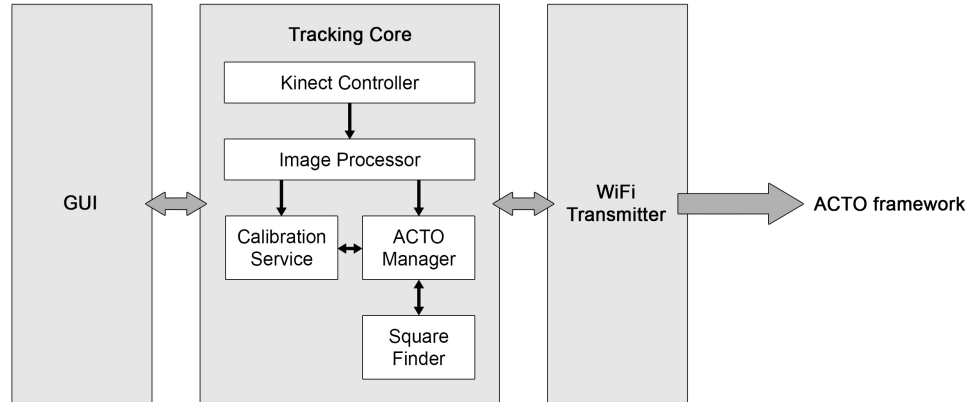 Tracking Core
Kinect Controller
Image Processor
GUI
WiFi
Transmitter
ACTO framework
Calibration
Service
ACTO
Manager
Square
Finder